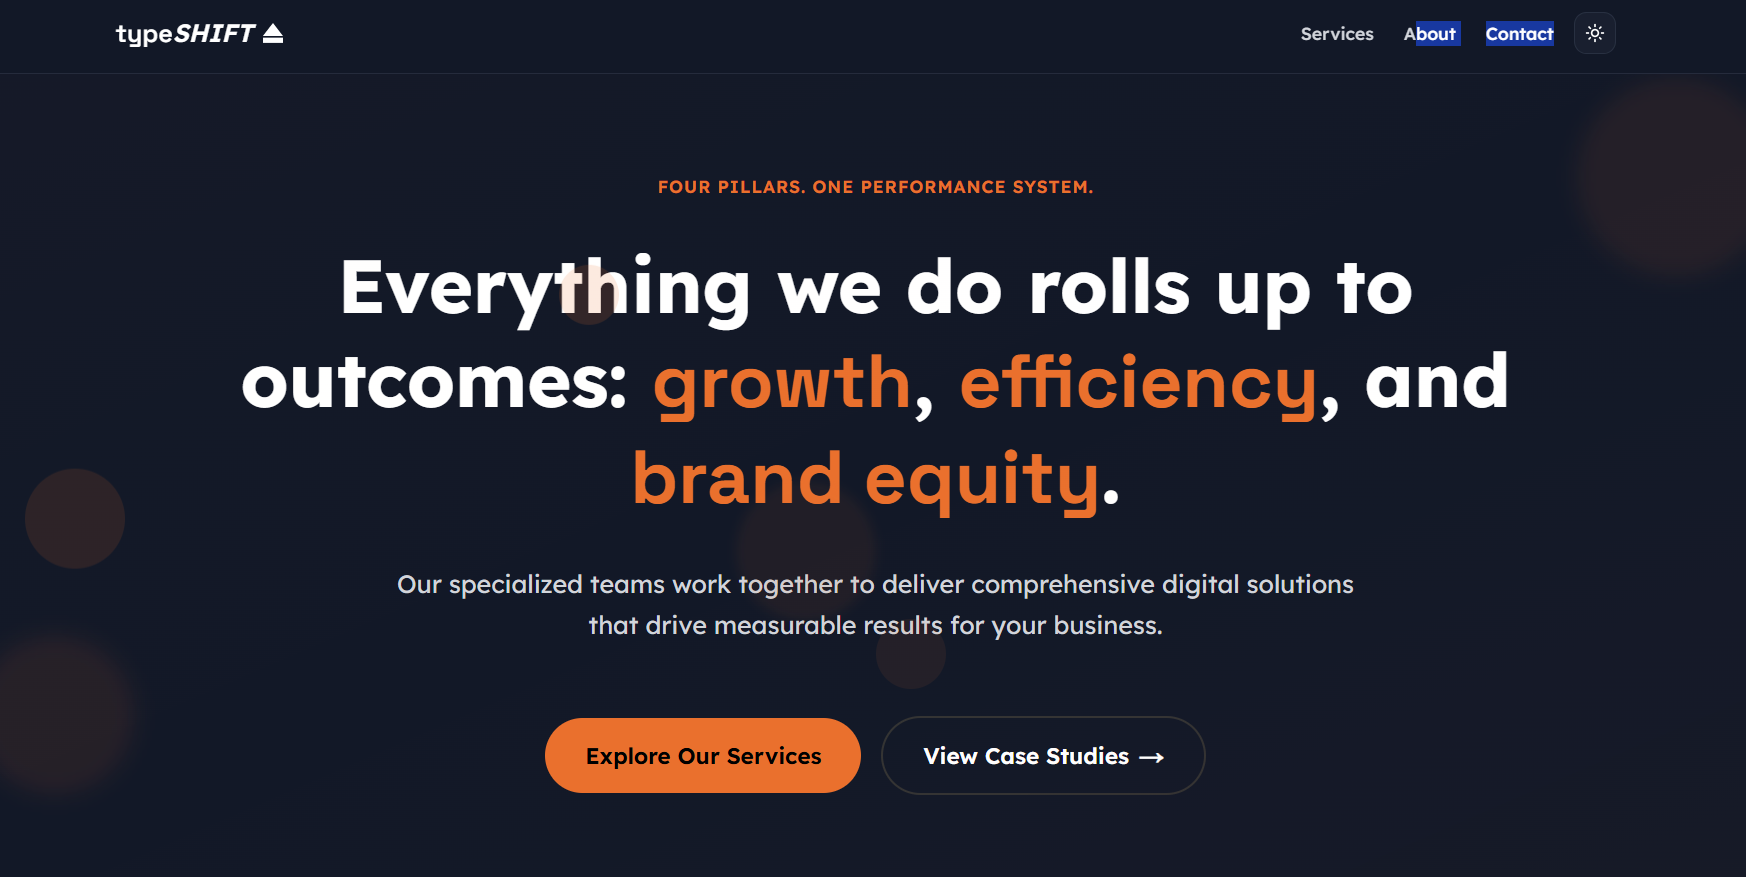 typeSHIFT
Services About Contact
FOUR PILLARS. ONE PERFORMANCE SYSTEM.
Everything we do rolls up to
outcomes: growth, efficiency, and
brand equity.
Our specialized teams work together to deliver comprehensive digital solutions
that drive measurable results for your business.
Explore Our Services
View Case Studies →